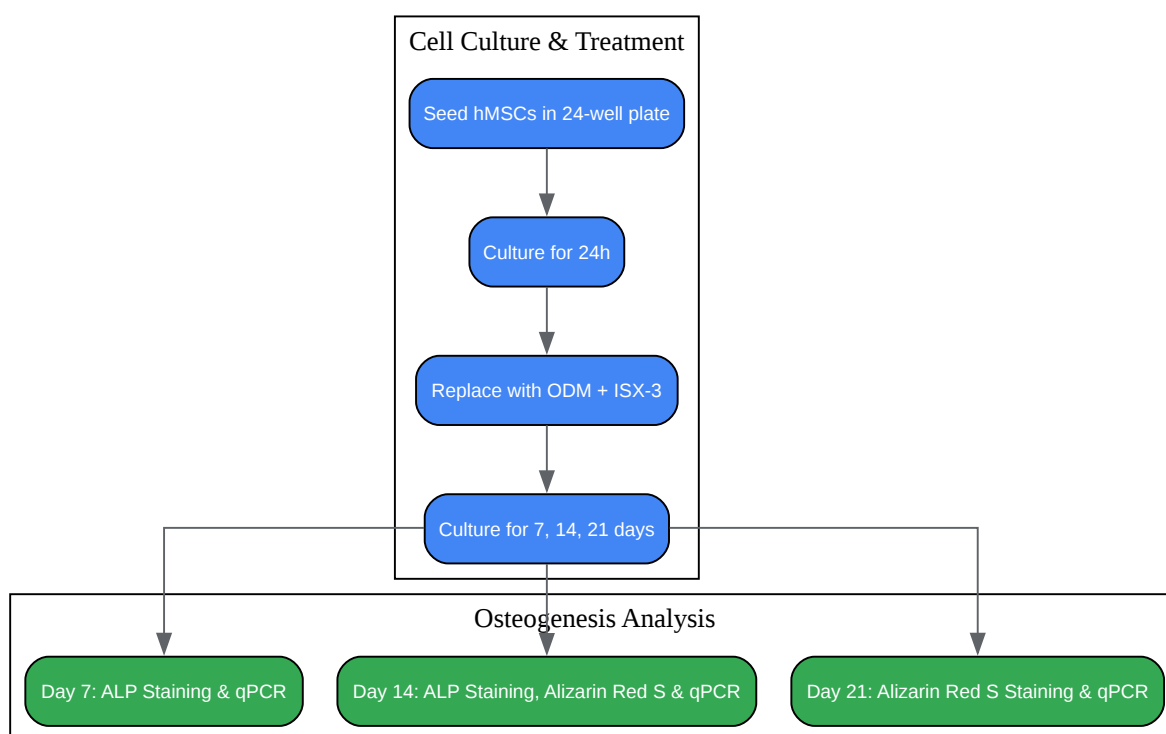 Cell Culture & Treatment
Seed hMSCs in 24-well plate
Culture for 24h
Replace with ODM + ISX-3
Culture for 7, 14, 21 days
Osteogenesis Analysis
Day 7: ALP Staining & qPCR
Day 14: ALP Staining, Alizarin Red S & qPCR
Day 21: Alizarin Red S Staining & qPCR